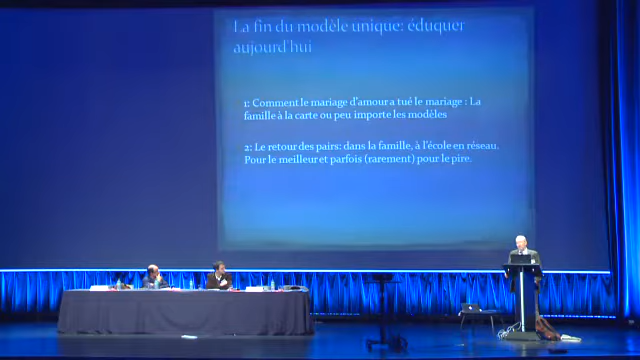 La fin du modèle unique: éduquer
aujourd'hui
1: Comment le mariage d'amour a tué le mariage : La
famille à la carte ou peu importe les modèles
2: Le retour des pairs: dans la famille, à l'école en réseau.
Pour le meilleur et parfois (rarement) pour le pire.